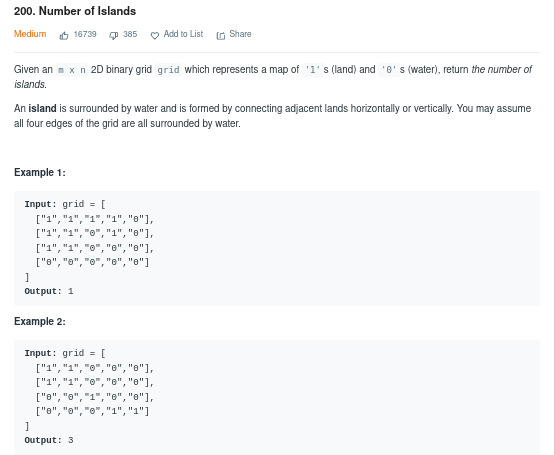 200. Number of Islands
Medium 16739 385 Add to List Share
Given an m x n 2D binary grid grid which represents a map of '1' s (land) and '0' s (water), return the number of
islands.
An island is surrounded by water and is formed by connecting adjacent lands horizontally or vertically. You may assume
all four edges of the grid are all surrounded by water.
Example 1:
Input: grid = [
["1","1","1","1","0"],
["1","1","0","1","0"],
["1","1","0","0","0"],
["0","0","0","0","0"]
]
Output: 1
Example 2:
Input: grid = [
["1","1","0","0","0"],
["1","1","0","0","0"],
["0","0","1","0","0"],
["0","0","0","1","1"]
]
Output: 3